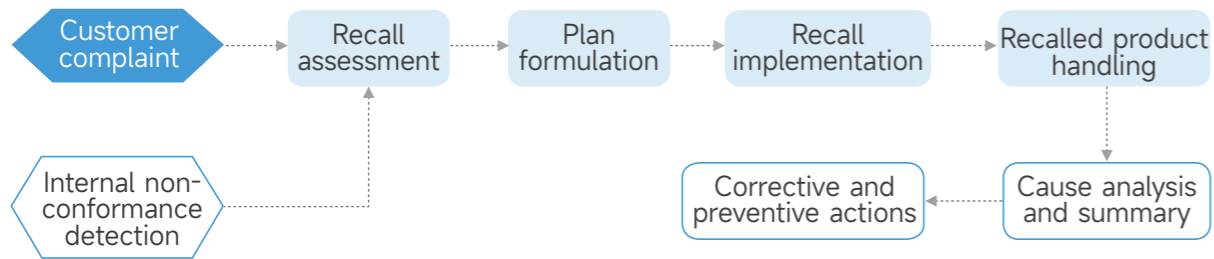 Customer
complaint
Recall
assessment
Plan
formulation
Recall
implementation
Recalled product
handling
Internal non-
conformance
detection
Corrective and
preventive actions
Cause analysis
and summary